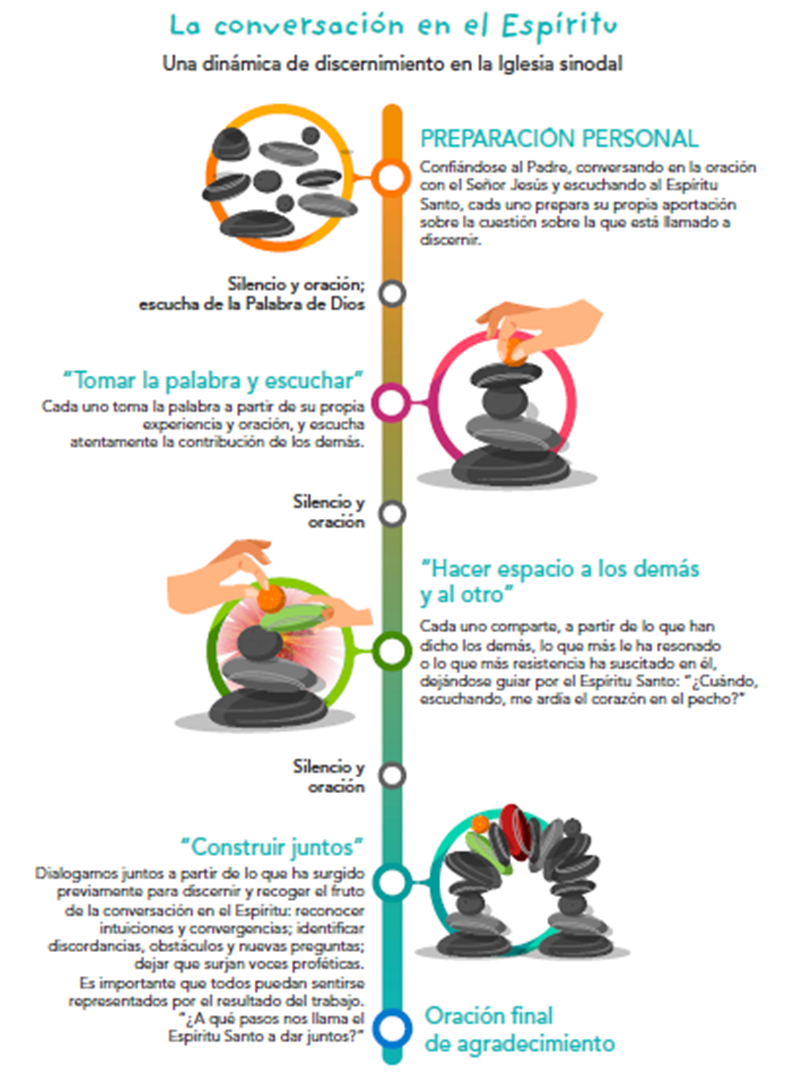 La conversación en el Espíritu
Una dinámica de discernimiento en la Iglesia sinodal
PREPARACIÓN PERSONAL
Confiándose al Padre, conversando en la oración
con el Señor Jesús y escuchando al Espíritu
Santo, cada uno prepara su propia aportación
sobre la cuestión sobre la que está llamado a
discernir.
Silencio y oración;
escucha de la Palabra de Dios
“Tomar la palabra y escuchar”
Cada uno toma la palabra a partir de su propia
experiencia y oración, y escucha
atentamente la contribución de los demás.
Silencio y
oración
“Hacer espacio a los demás
y al otro”
Cada uno comparte, a partir de lo que han
dicho los demás, lo que más le ha resonado
o lo que más resistencia ha suscitado en él,
dejándose guiar por el Espíritu Santo: “¿Cuándo,
escuchando, me ardía el corazón en el pecho?”
Silencio y
oración
“Construir juntos”
Dialogamos juntos a partir de lo que ha surgido
previamente para discernir y recoger el fruto
de la conversación en el Espíritu: reconocer
intuiciones y convergencias; identificar
discordancias, obstáculos y nuevas preguntas;
dejar que surjan voces proféticas.
Es importante que todos puedan sentirse
representados por el resultado del trabajo.
“¿A qué pasos nos llama el
Espíritu Santo a dar juntos?”
Oración final
de agradecimiento